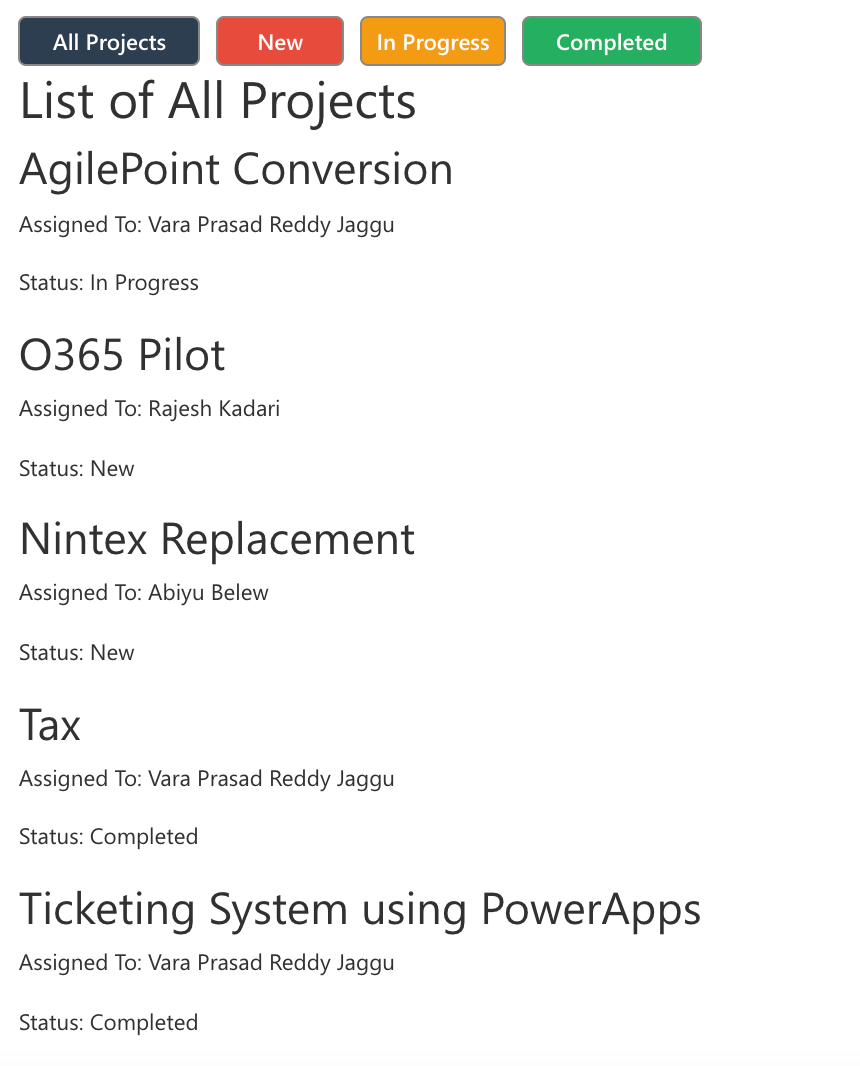 All Projects New In Progress Completed
List of All Projects
AgilePoint Conversion
Assigned To: Vara Prasad Reddy Jaggu
Status: In Progress
O365 Pilot
Assigned To: Rajesh Kadari
Status: New
Nintex Replacement
Assigned To: Abiyu Belew
Status: New
Tax
Assigned To: Vara Prasad Reddy Jaggu
Status: Completed
Ticketing System using PowerApps
Assigned To: Vara Prasad Reddy Jaggu
Status: Completed